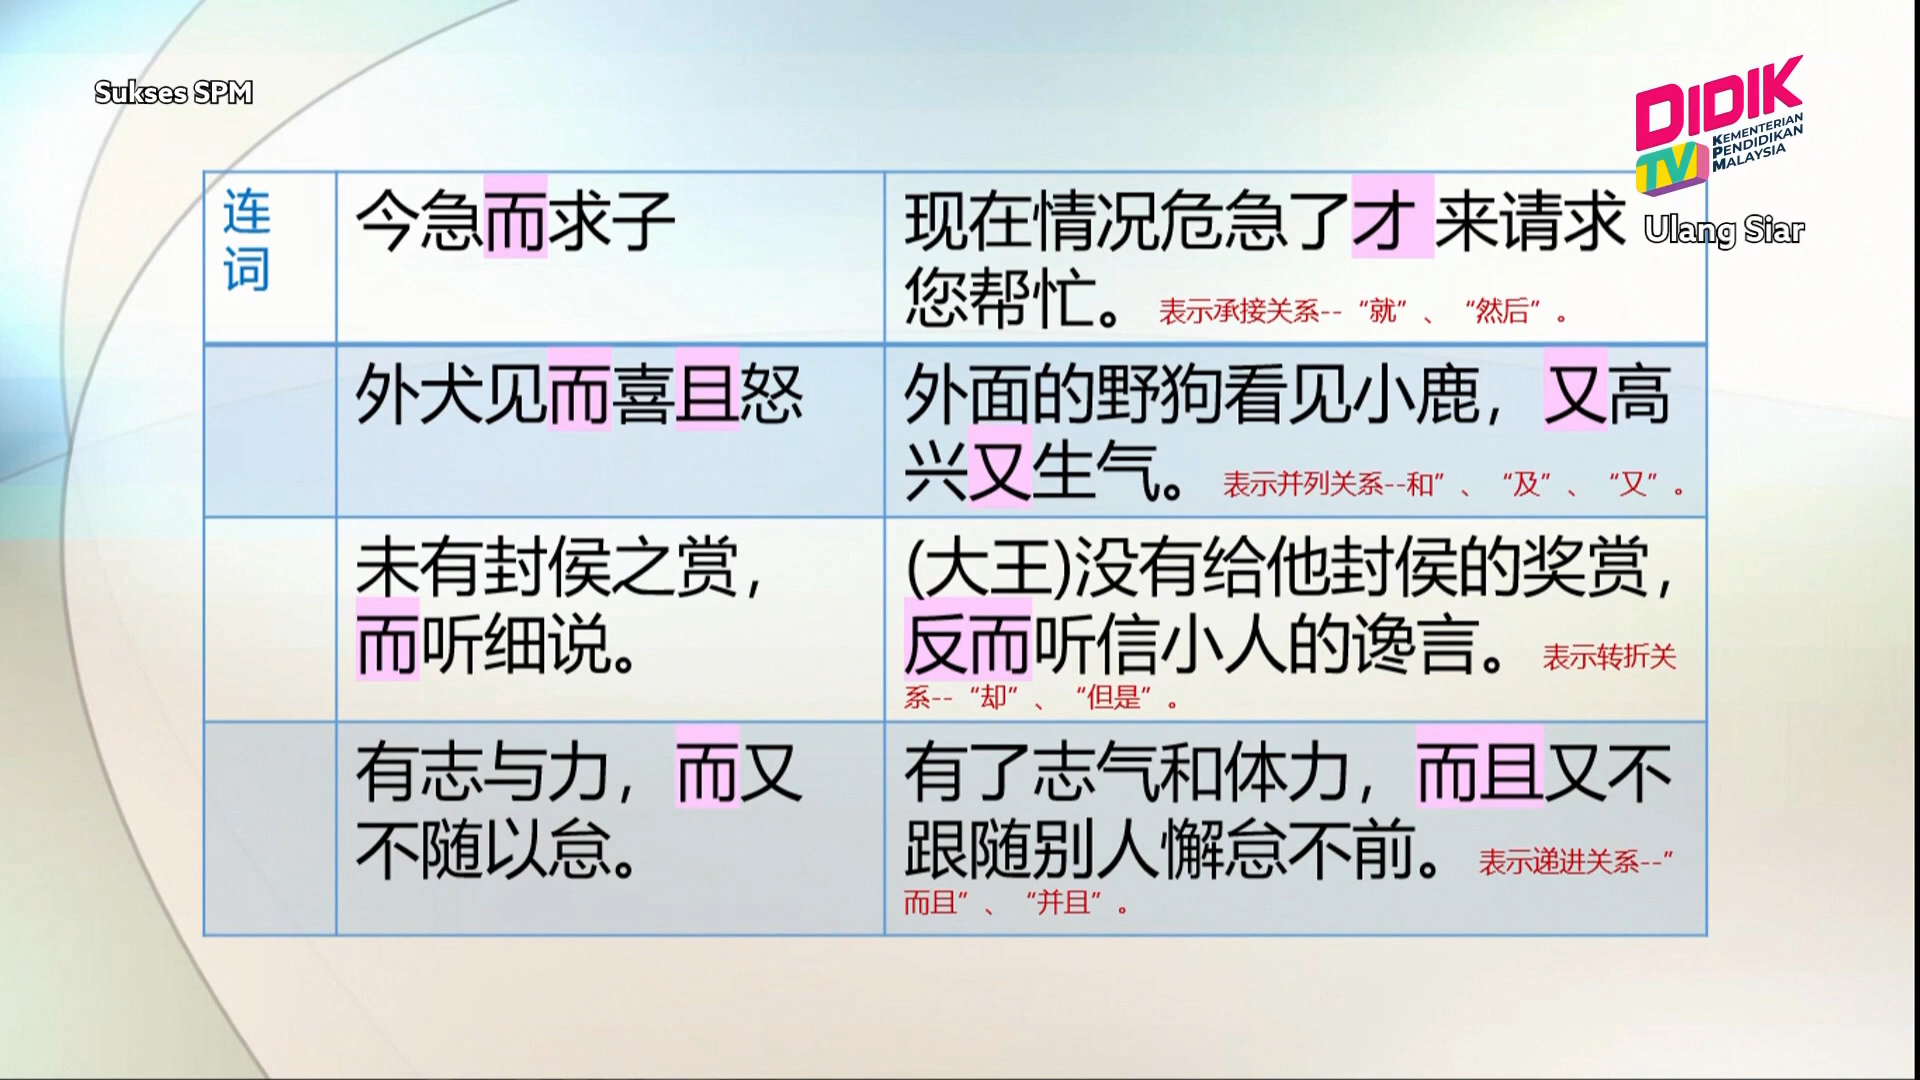 Sukses SPM
DIDIK
TV
KEMENTERIAN
PENDIDIKAN
MALAYSIA
Ulang Siar
连
词
今急而求子
现在情况危急了才 来请求
您帮忙。表示承接关系--“就”、“然后”。
外犬见而喜且怒
外面的野狗看见小鹿，又高
兴又生气。表示并列关系--和”、“及”、“又”。
未有封侯之赏，
而听细说。
(大王)没有给他封侯的奖赏，
反而听信小人的谗言。表示转折关
系--“却”、“但是”。
有志与力，而又
不随以怠。
有了志气和体力，而且又不
跟随别人懈怠不前。表示递进关系--”
而且”、“并且”。